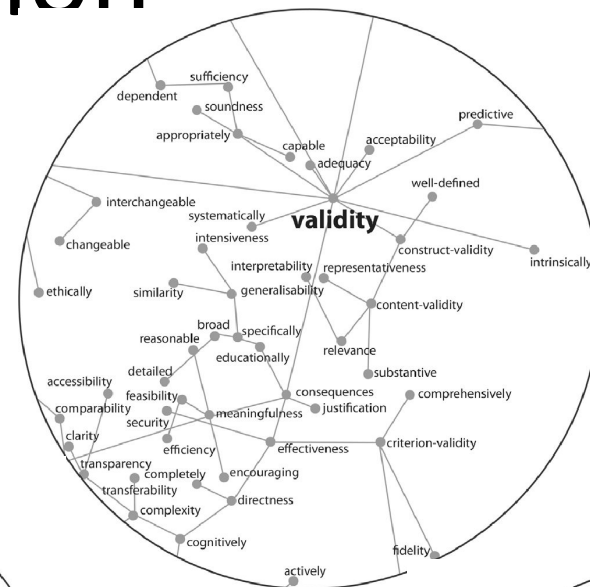 sufficiency
dependent
soundness
predictive
appropriately
acceptability
capable
adequacy
well-defined
interchangeable
systematically
validity
intensiveness
changeable
construct-validity
intrinsically
interpretability
representativeness
ethically
similarity
generalisability
content-validity
broad
specifically
reasonable
relevance
educationally
detailed
substantive
accessibility
feasibility
consequences
comprehensively
comparability
security
meaningfulness
justification
clarity
efficiency
effectiveness
criterion-validity
transparency
completely
encouraging
transferability
directness
complexity
cognitively
fidelity
actively